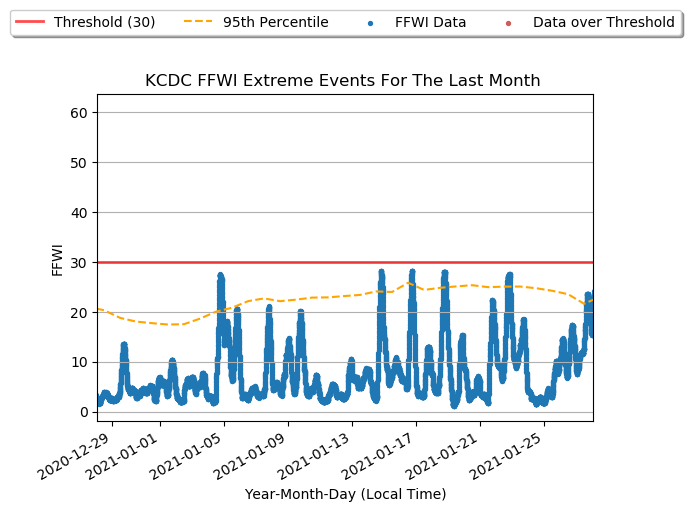 Threshold (30) 95th Percentile FFWI Data Data over Threshold
KCDC FFWI Extreme Events For The Last Month
60
50
40
30
20
10
0
FFWI
2020-12-29 2021-01-01 2021-01-05 2021-01-09 2021-01-13 2021-01-17 2021-01-21 2021-01-25
Year-Month-Day (Local Time)